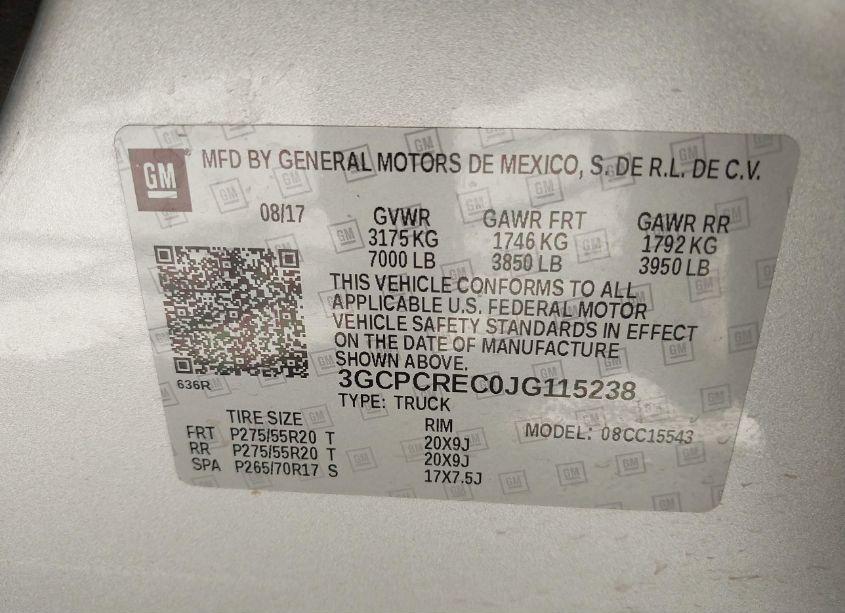 GM MFD BY GENERAL MOTORS DE MEXICO, S. DE R.L. DE C.V.
08/17 GVWR GAWR FRT GAWR RR
3175 KG 1746 KG 1792 KG
7000 LB 3850 LB 3950 LB
THIS VEHICLE CONFORMS TO ALL
APPLICABLE U.S. FEDERAL MOTOR
VEHICLE SAFETY STANDARDS IN EFFECT
ON THE DATE OF MANUFACTURE
SHOWN ABOVE.
636R
3GCPCREC0JG115238
TYPE: TRUCK
MODEL: 08CC15543
TIRE SIZE RIM
FRT P275/55R20 T 20X9J
RR P275/55R20 T 20X9J
SPA P265/70R17 S 17X7.5J